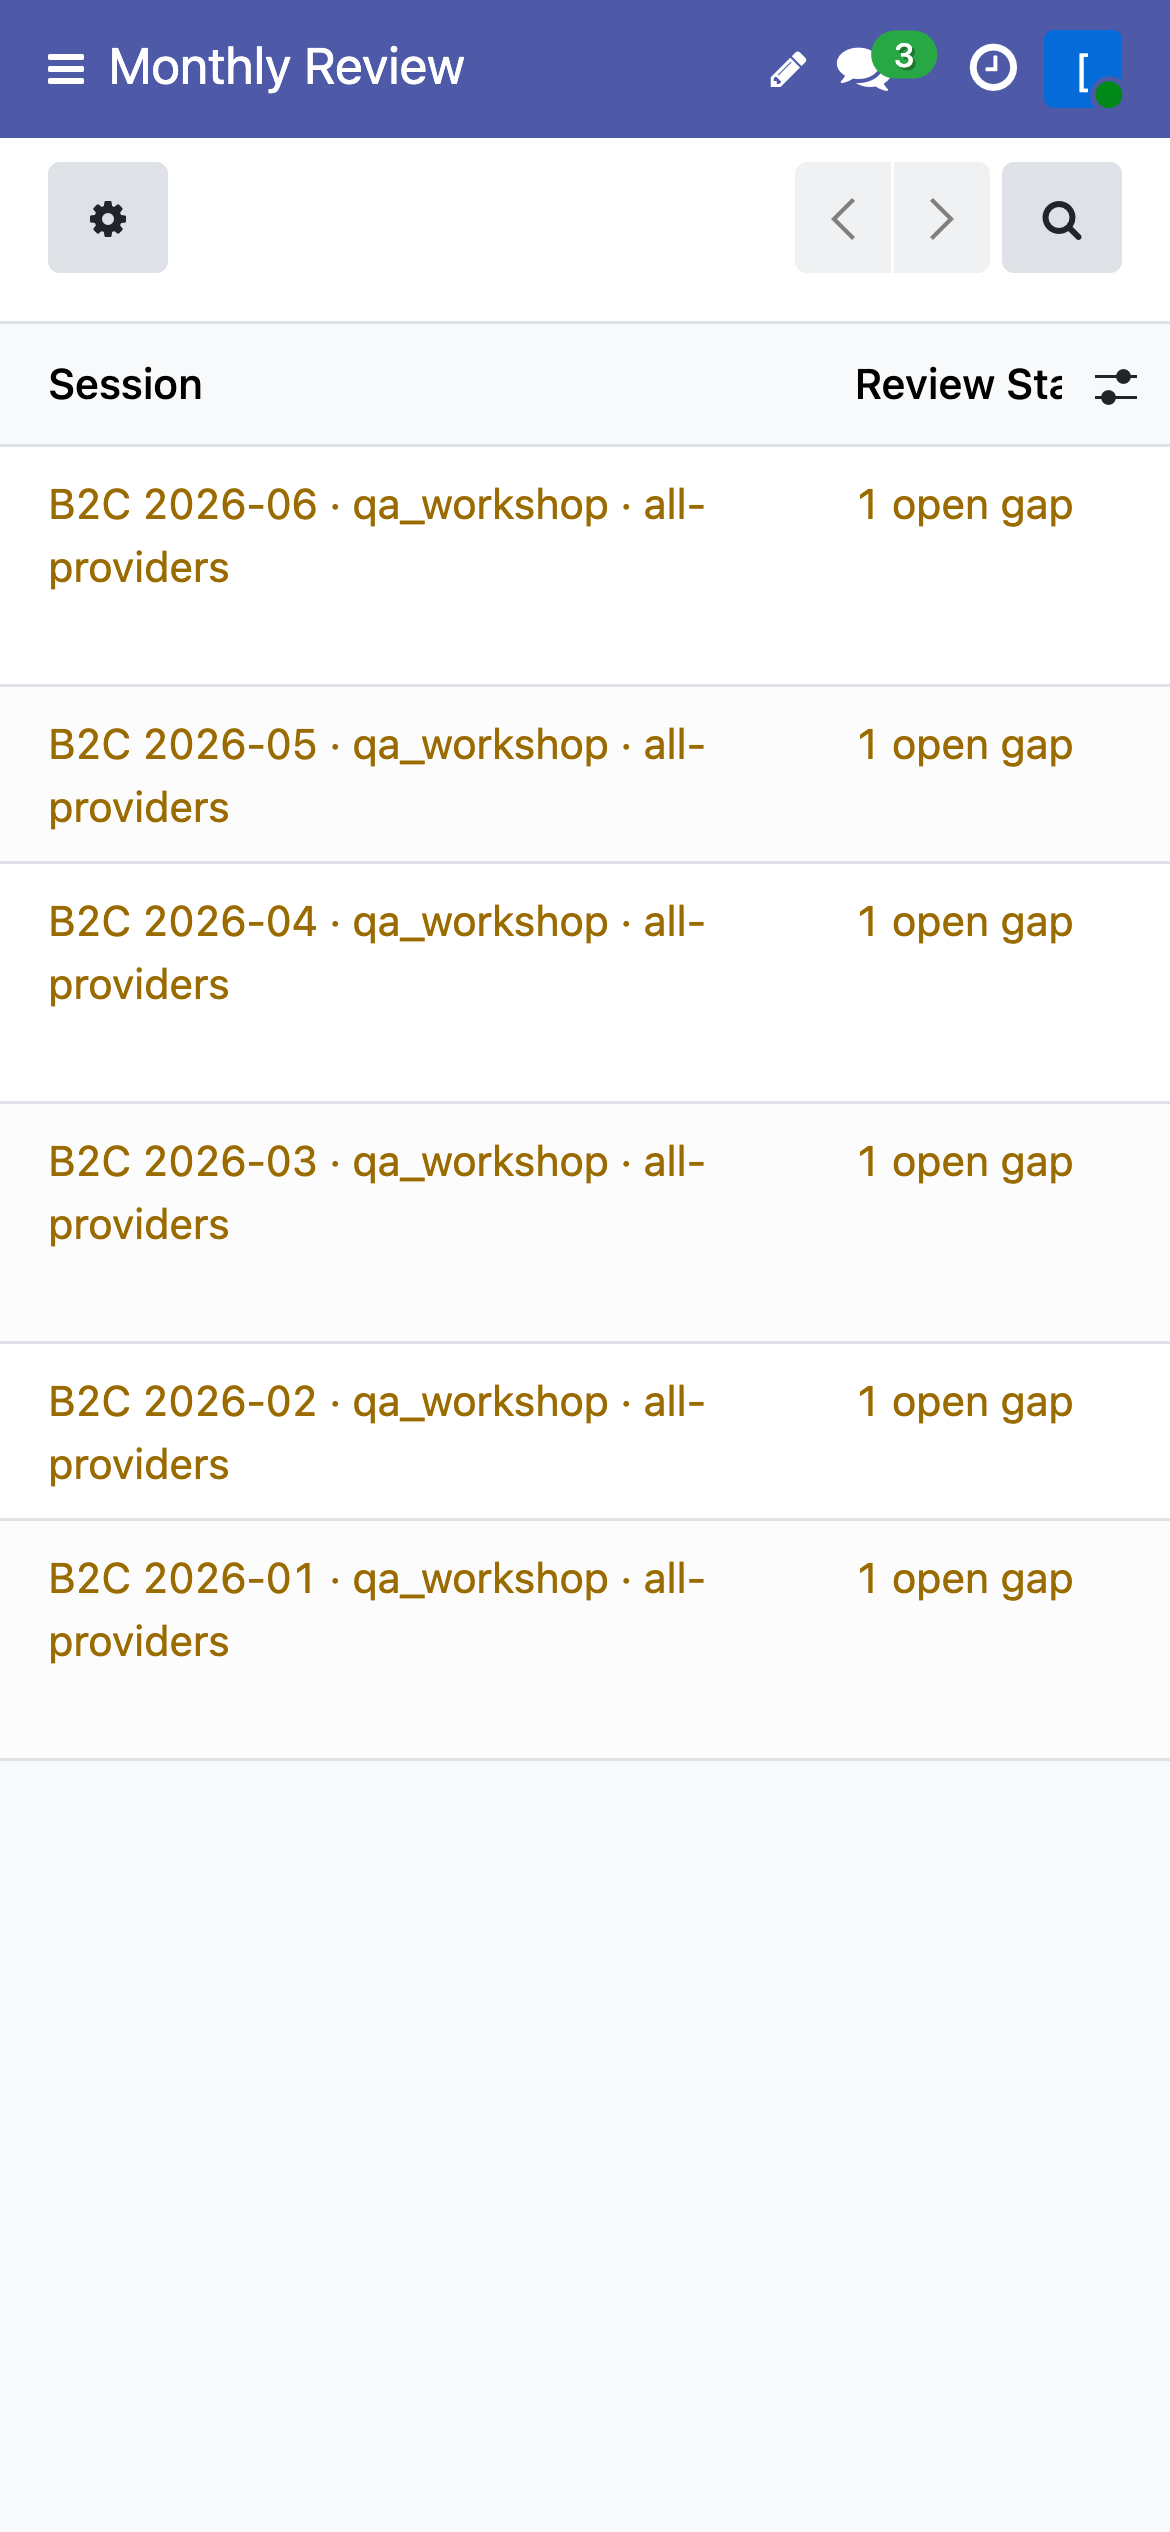 Monthly Review
3
[
Session
Review Sta
B2C 2026-06 · qa_workshop · all-
providers
1 open gap
B2C 2026-05 · qa_workshop · all-
providers
1 open gap
B2C 2026-04 · qa_workshop · all-
providers
1 open gap
B2C 2026-03 · qa_workshop · all-
providers
1 open gap
B2C 2026-02 · qa_workshop · all-
providers
1 open gap
B2C 2026-01 · qa_workshop · all-
providers
1 open gap